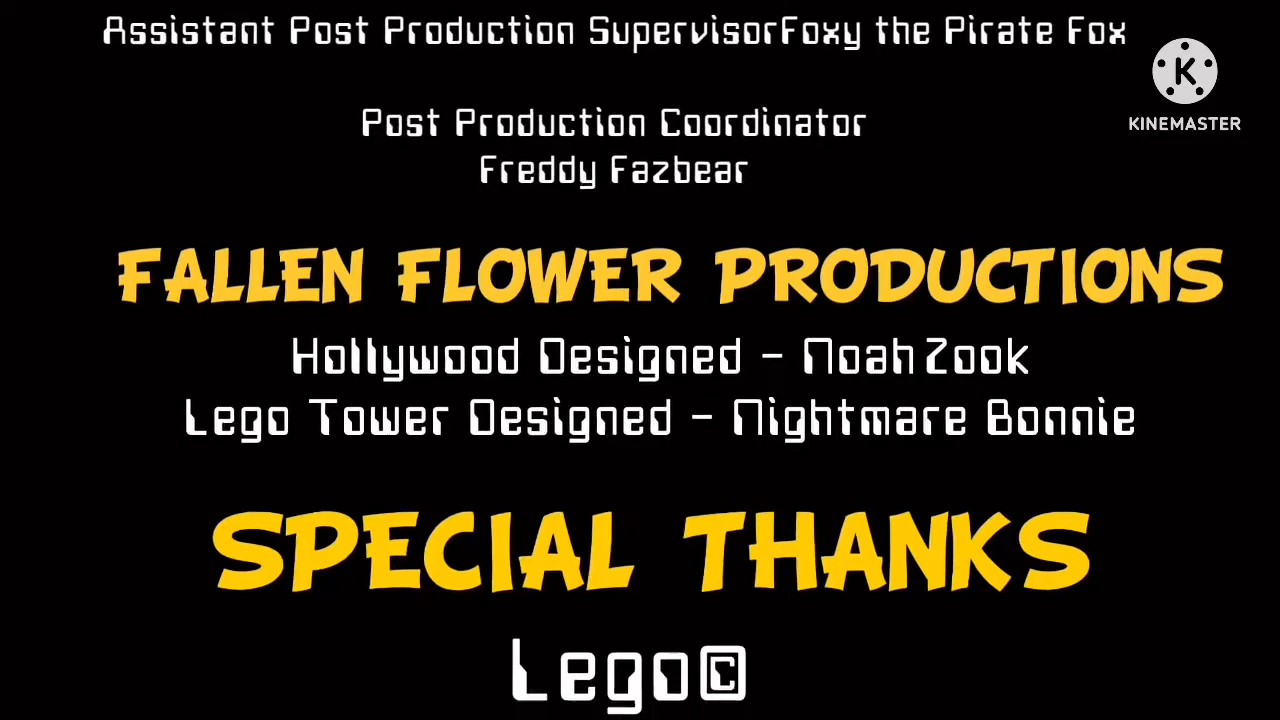 Assistant Post Production SupervisorFoxy the Pirate Fox
K
KINEMASTER
Post Production Coordinator
Freddy Fazbear
FALLEN FLOWER PRODUCTIONS
Hollywood Designed - Noah Zook
Lego Tower Designed - Nightmare Bonnie
SPECIAL THANKS
Lego©